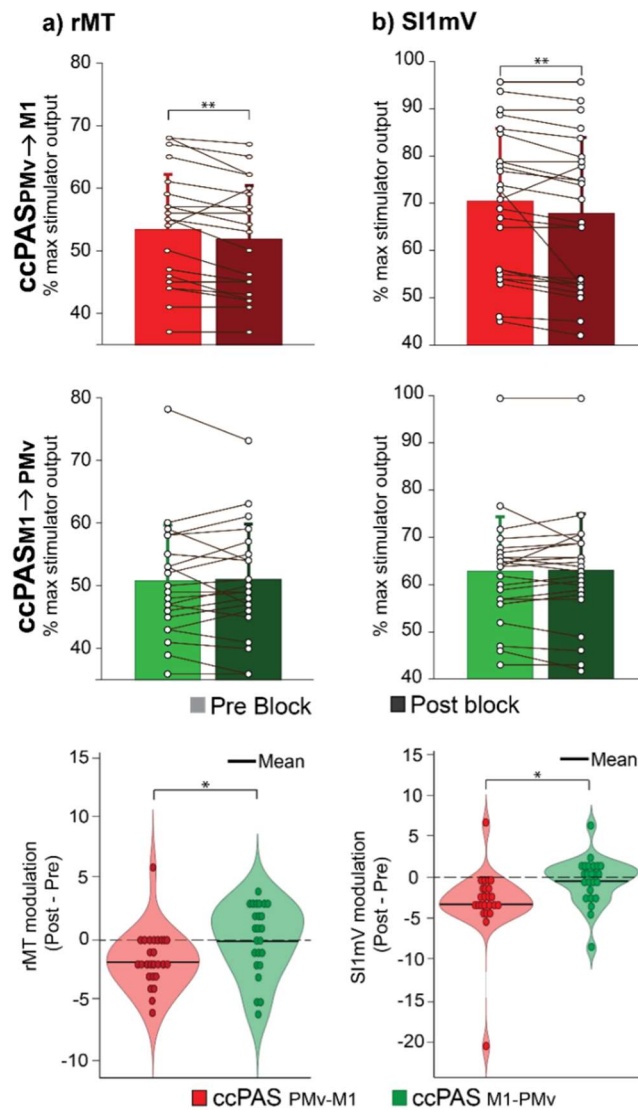 a) rMT
b) SI1mV
ccPASPMv→ M1
% max stimulator output
80
70
60
50
40
**
% max stimulator output
100
90
80
70
60
50
40
**
ccPASM1→ PMv
% max stimulator output
80
70
60
50
40
% max stimulator output
100
90
80
70
60
50
40
Pre Block
Post block
rMT modulation
(Post - Pre)
15
10
5
0
-5
-10
Mean
*
SI1mV modulation
(Post - Pre)
15
10
5
0
-5
-10
-15
-20
Mean
*
ccPAS PMv-M1
ccPAS M1-PMv